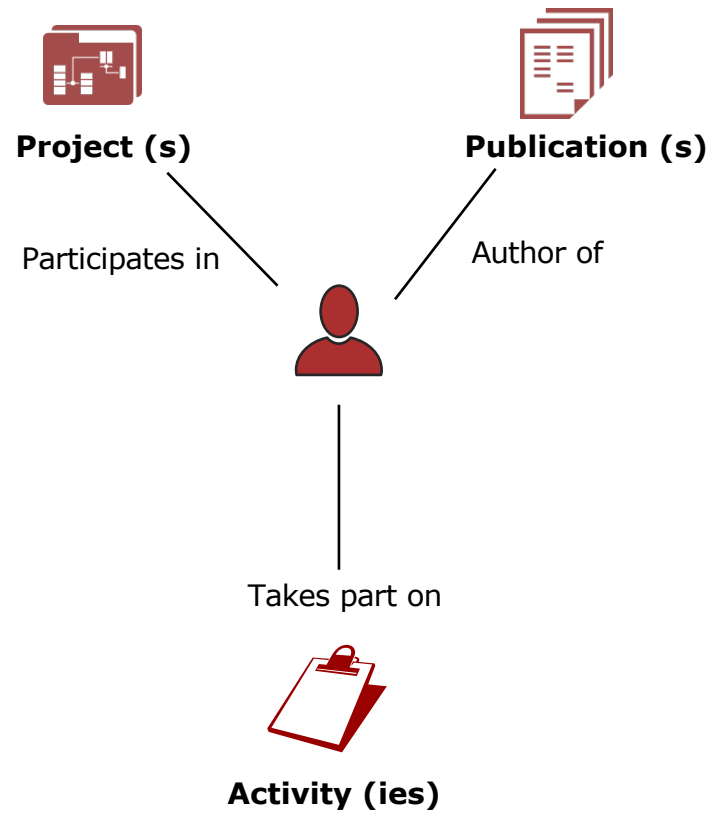 Project (s)
Publication (s)
Participates in
Author of
Takes part on
Activity (ies)